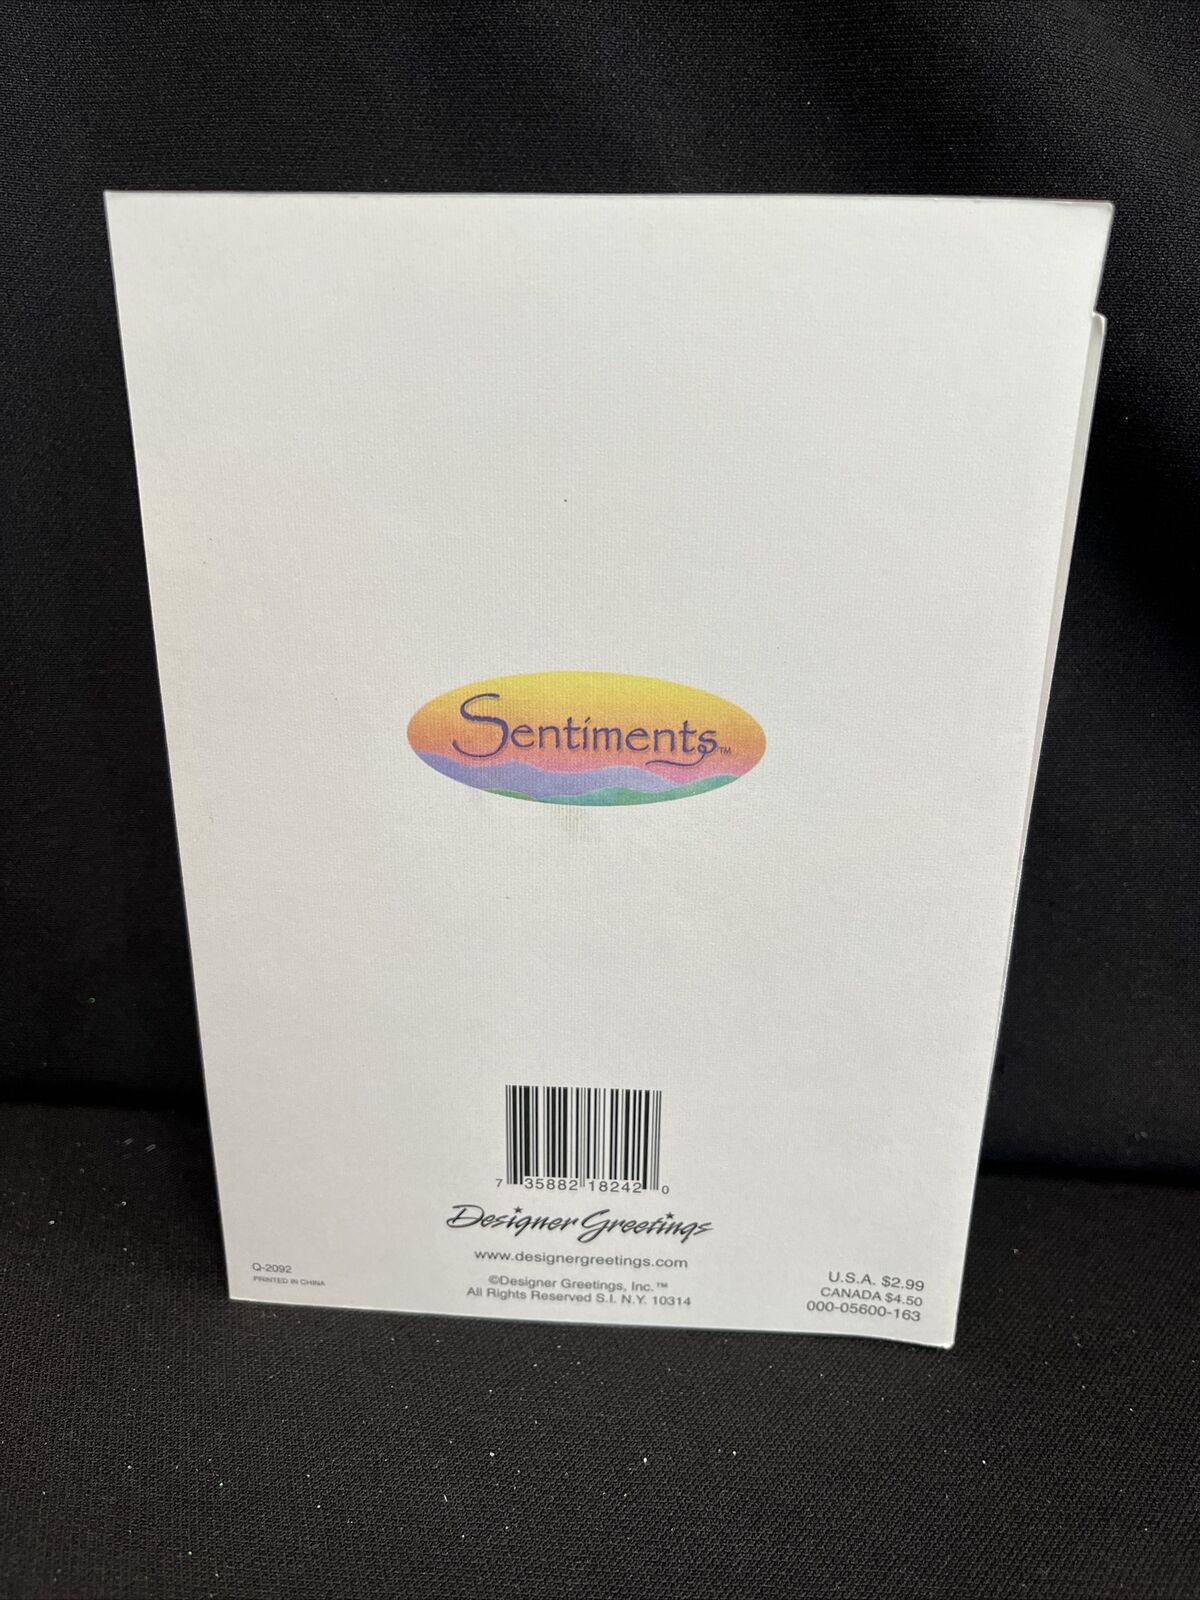 Sentiments™
7 35882 18242 0
Designer Greetings
www.designergreetings.com
©Designer Greetings, Inc.™
All Rights Reserved S.I. N.Y. 10314
Q-2092
PRINTED IN CHINA
U.S.A. $2.99
CANADA $4.50
000-05600-163